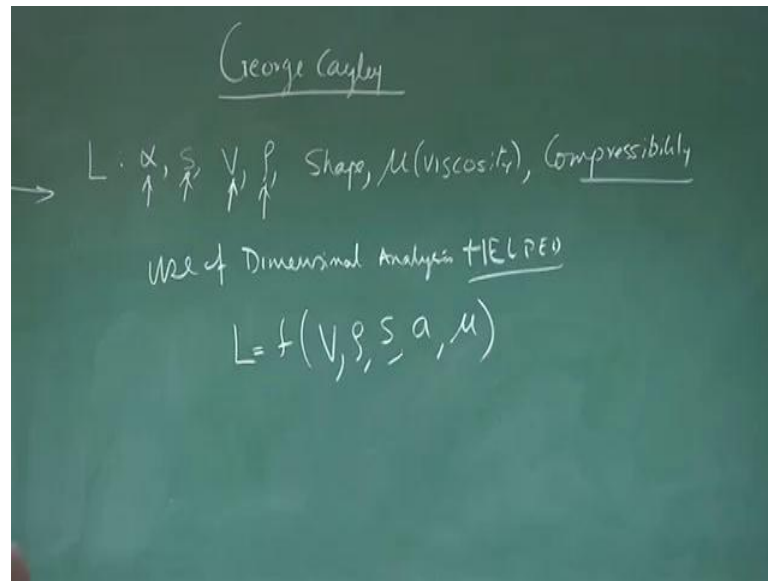 George Cayley
L : α, S, V, ρ, Shape, μ(viscosity), Compressibility
Use of Dimensional Analysis HELPED
L = f(V, ρ, S, a, μ)